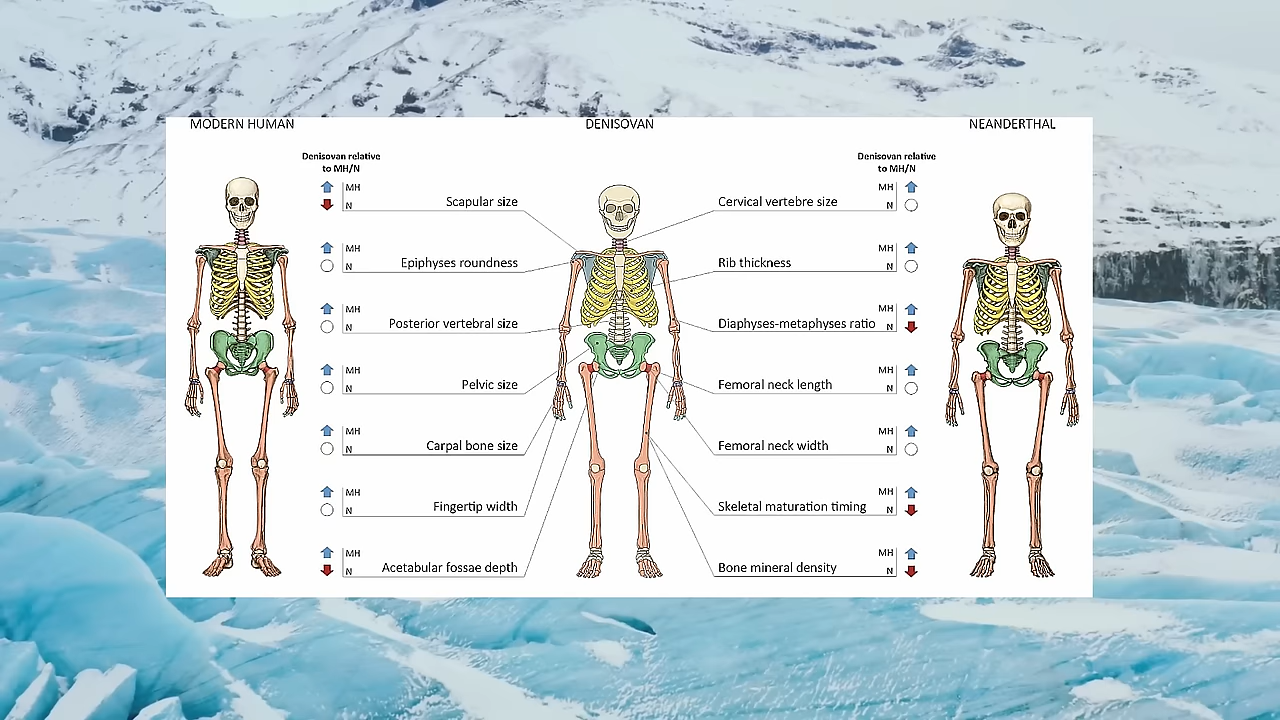 MODERN HUMAN
DENISOVAN
NEANDERTHAL
Denisovan relative
to MH/N
MH
N
Scapular size
MH
N
Epiphyses roundness
MH
N
Posterior vertebral size
MH
N
Pelvic size
MH
N
Carpal bone size
MH
N
Fingertip width
MH
N
Acetabular fossae depth
Denisovan relative
to MH/N
Cervical vertebre size
MH
N
Rib thickness
MH
N
Diaphyses-metaphyses ratio
MH
N
Femoral neck length
MH
N
Femoral neck width
MH
N
Skeletal maturation timing
MH
N
Bone mineral density
MH
N